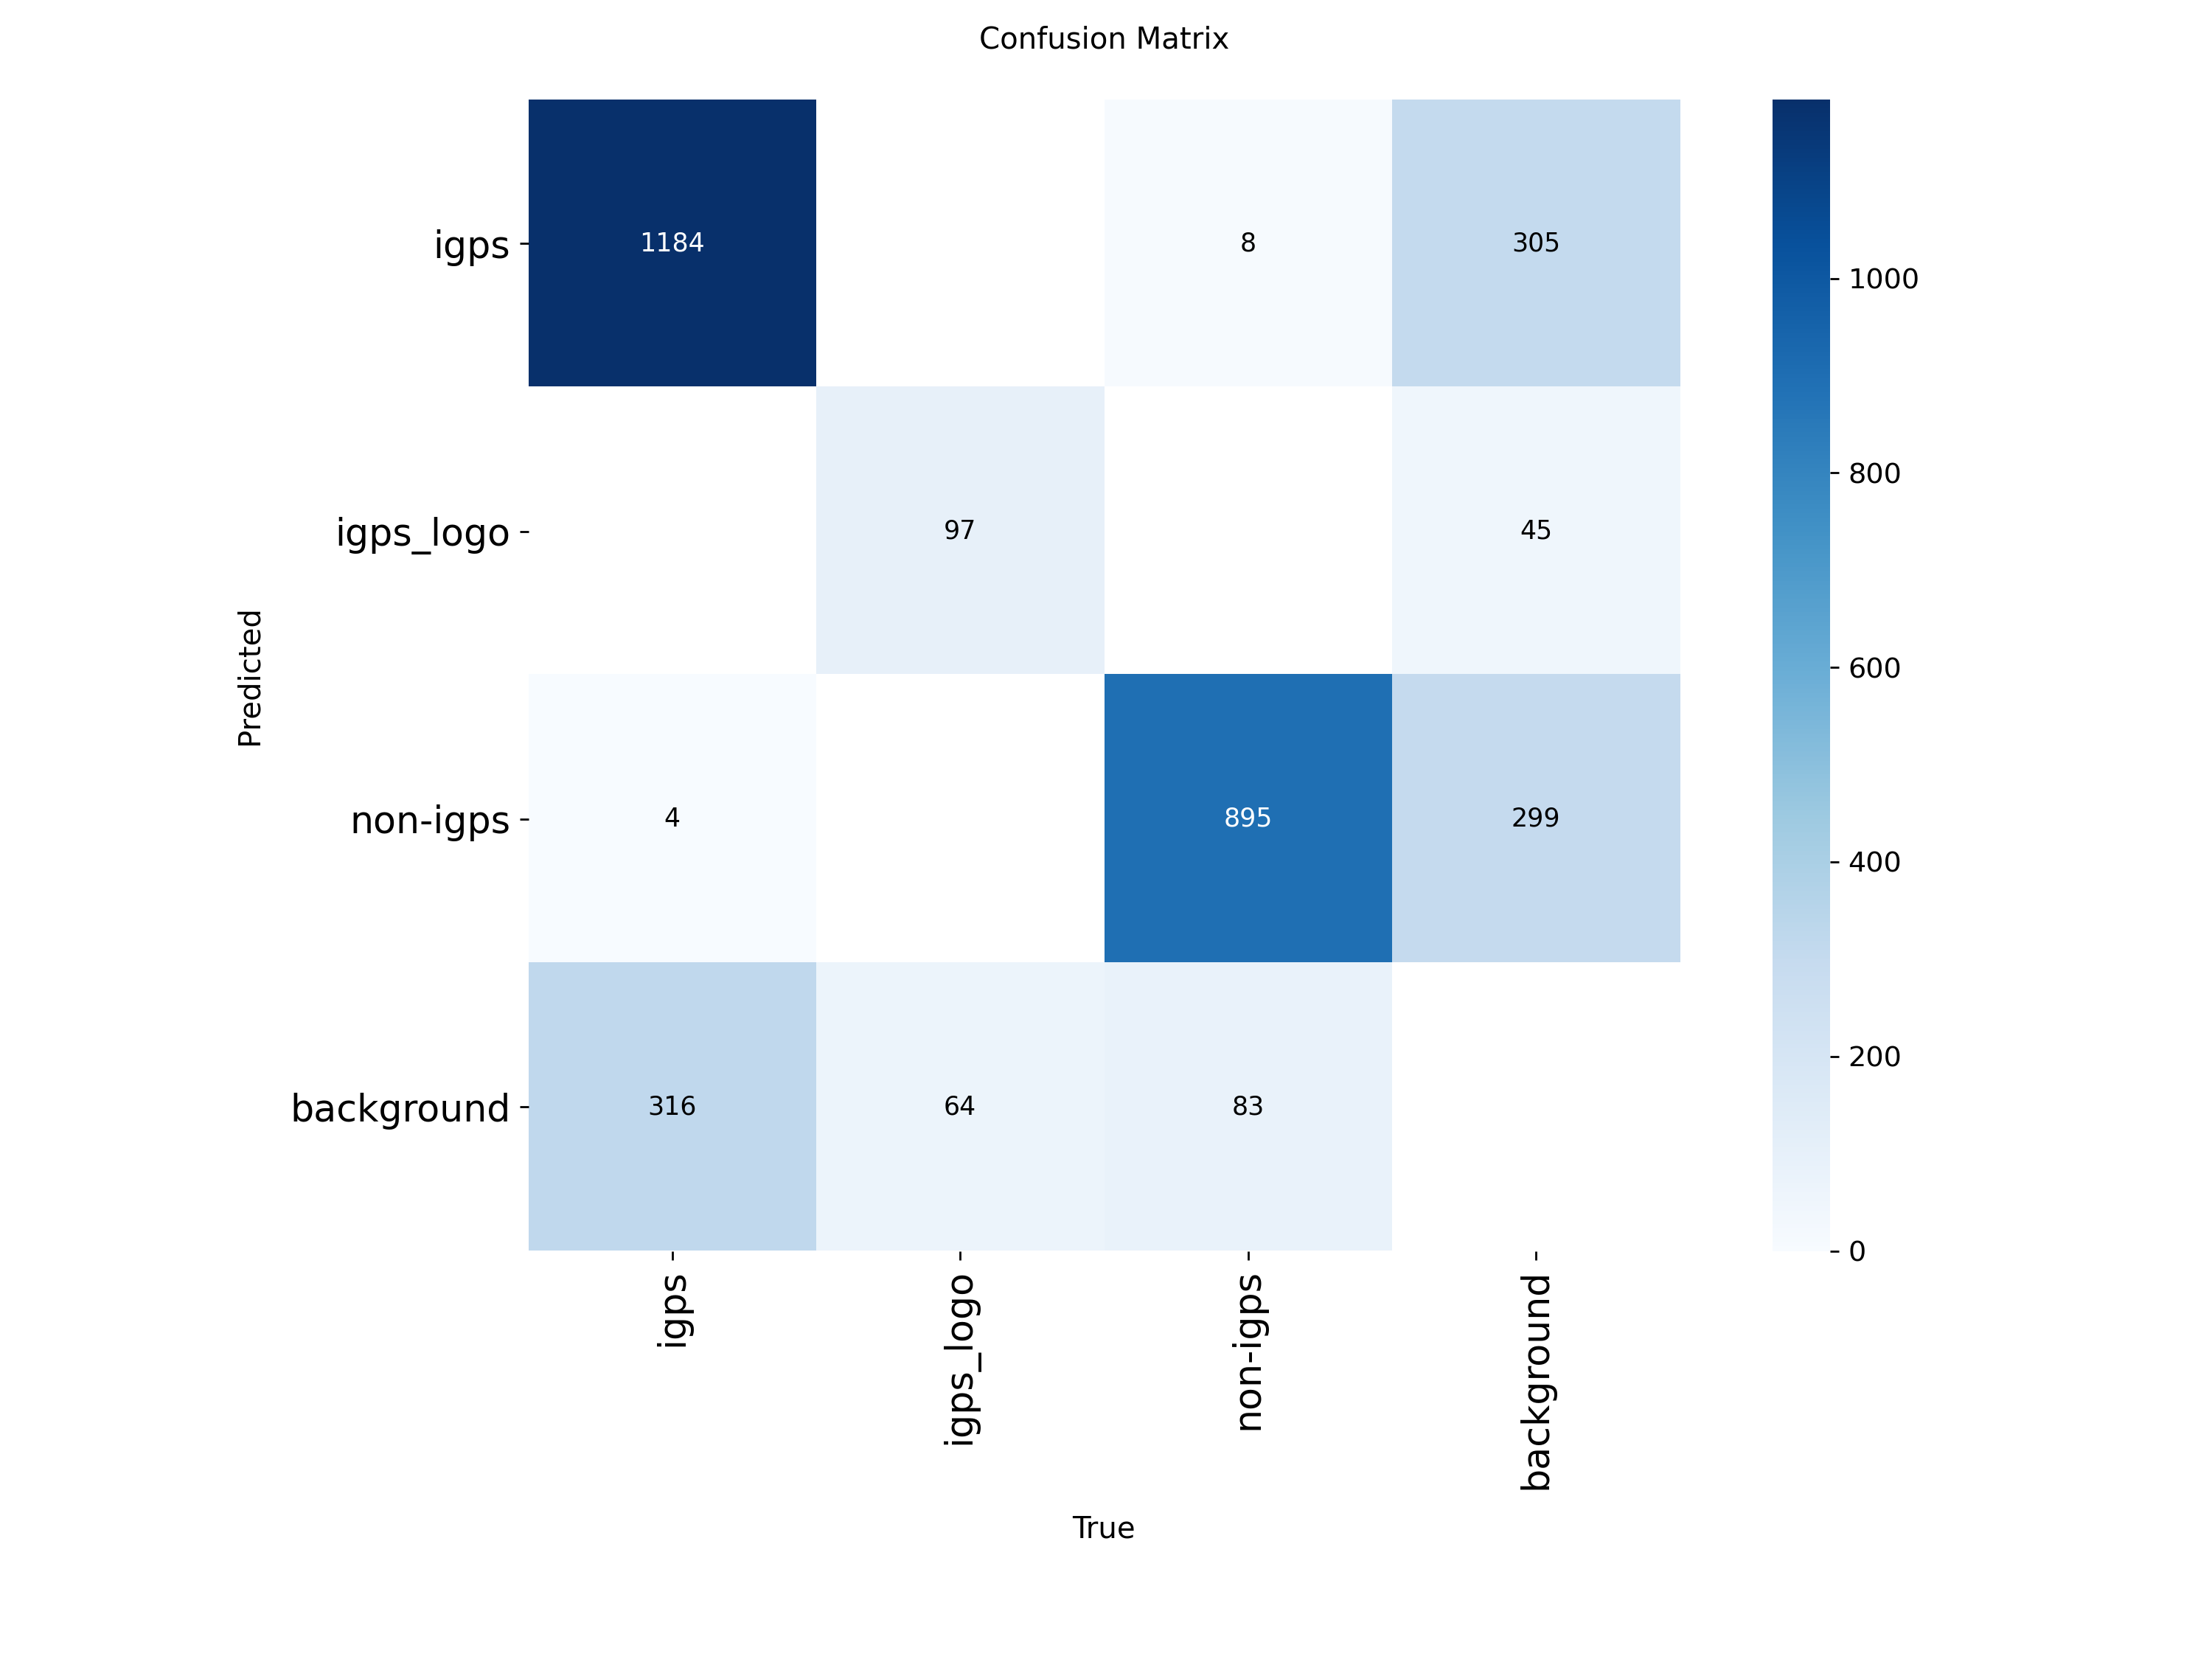 Confusion Matrix
igps
1184
8
305
igps_logo
97
45
non-igps
4
895
299
background
316
64
83
igps
igps_logo
non-igps
background
Predicted
True
1000
800
600
400
200
0